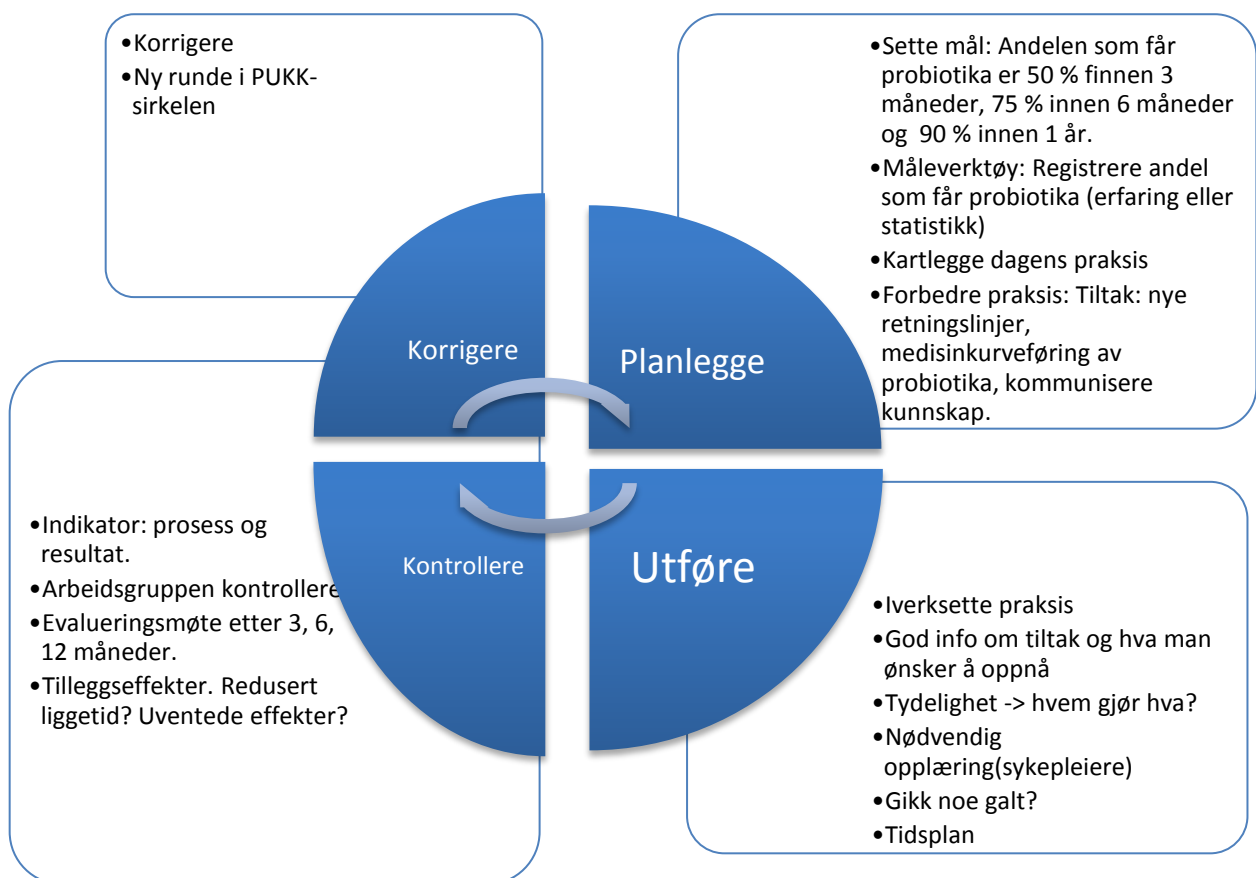 •Korrigere
•Ny runde i PUKK-
sirkelen
•Sette mål: Andelen som får
probiotika er 50 % finnen 3
måneder, 75 % innen 6 måneder
og  90 % innen 1 år.
•Måleverktøy: Registrere andel
som får probiotika (erfaring eller
statistikk)
•Kartlegge dagens praksis
•Forbedre praksis: Tiltak: nye
retningslinjer,
medisinkurveføring av
probiotika, kommunisere
kunnskap.
Korrigere
Planlegge
Kontrollere
Utføre
•Indikator: prosess og
resultat.
•Arbeidsgruppen kontrollere
•Evalueringsmøte etter 3, 6,
12 måneder.
•Tilleggseffekter. Redusert
liggetid? Uventede effekter?
•Iverksette praksis
•God info om tiltak og hva man
ønsker å oppnå
•Tydelighet -> hvem gjør hva?
•Nødvendig
opplæring(sykepleiere)
•Gikk noe galt?
•Tidsplan